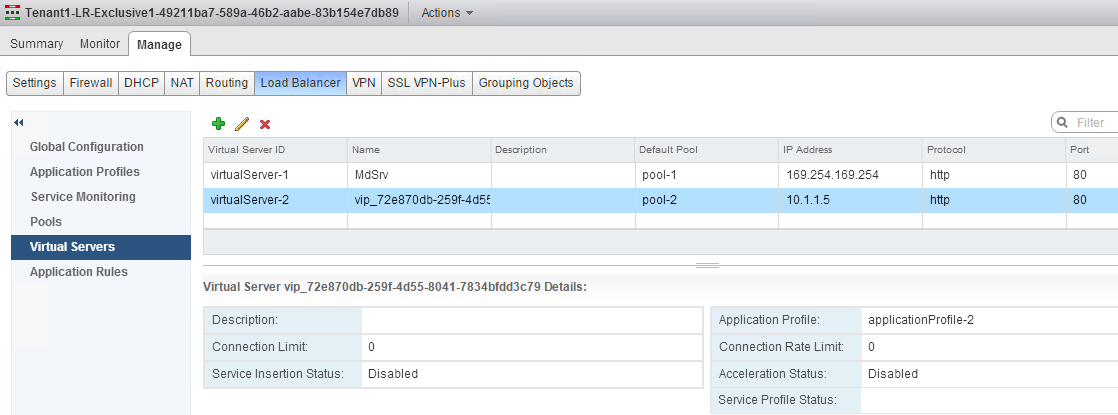 Tenant1-LR-Exclusive1-49211ba7-589a-46b2-aabe-83b154e7db89 Actions
Summary Monitor Manage
Settings Firewall DHCP NAT Routing Load Balancer VPN SSL VPN-Plus Grouping Objects
Filter
Global Configuration
Application Profiles
Service Monitoring
Pools
Virtual Servers
Application Rules
Virtual Server ID Name Description Default Pool IP Address Protocol Port
virtualServer-1 MdSrv pool-1 169.254.169.254 http 80
virtualServer-2 vip_72e870db-259f-4d55 pool-2 10.1.1.5 http 80
Virtual Server vip_72e870db-259f-4d55-8041-7834bfdd3c79 Details:
Description:
Connection Limit: 0
Service Insertion Status: Disabled
Application Profile: applicationProfile-2
Connection Rate Limit: 0
Acceleration Status: Disabled
Service Profile Status: